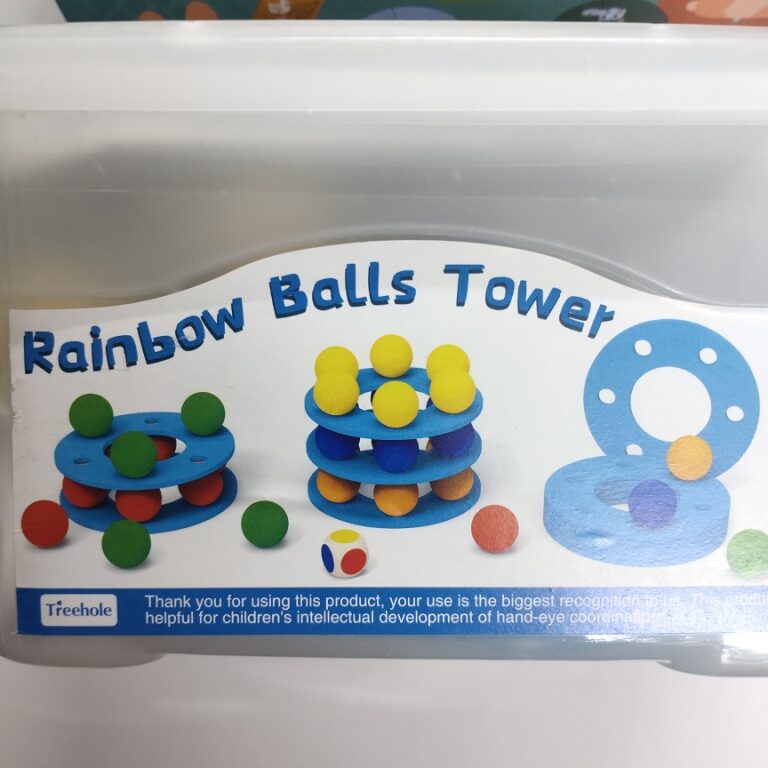 Rainbow Balls Tower
Treehole
Thank you for using this product, your use is the biggest recognition to us. This
helpful for children's intellectual development of hand-eye coordination